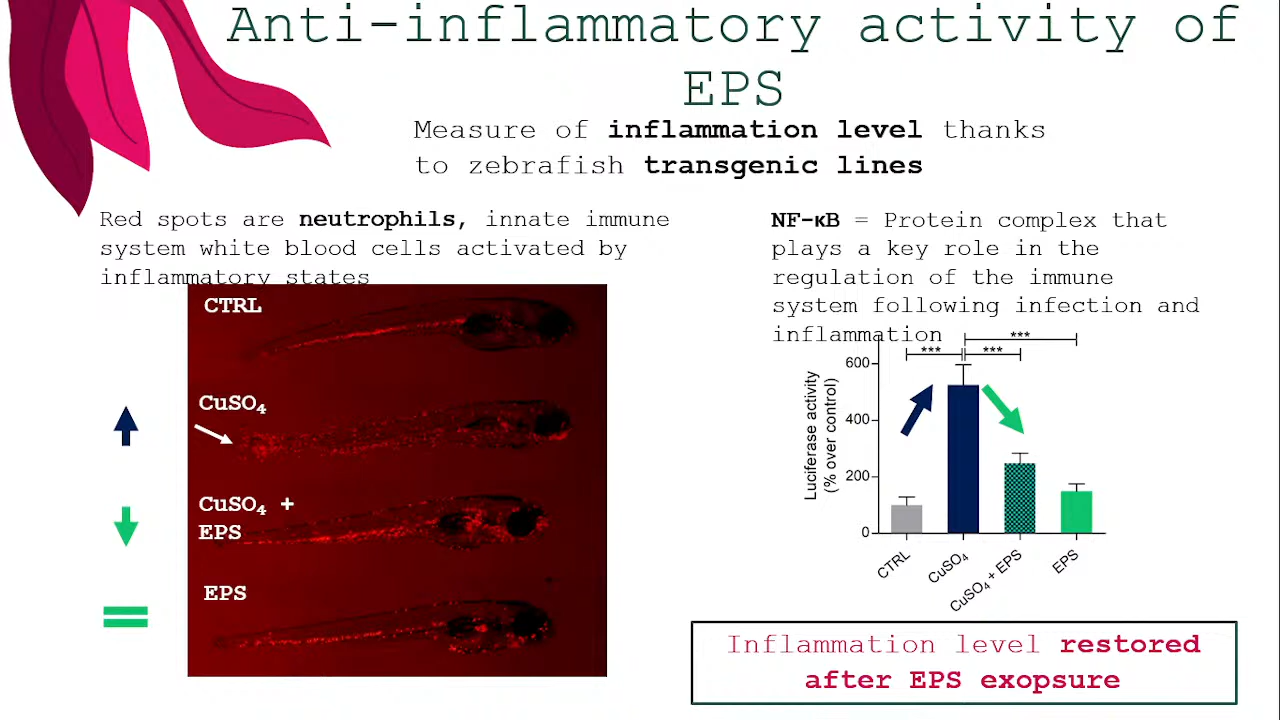 Anti-inflammatory activity of
EPS
Measure of inflammation level thanks
to zebrafish transgenic lines
Red spots are neutrophils, innate immune
system white blood cells activated by
inflammatory states
CTRL
CuSO₄
CuSO₄ +
EPS
EPS
NF-κB = Protein complex that
plays a key role in the
regulation of the immune
system following infection and
inflammation
***
*** ***
Luciferase activity
(% over control)
600
400
200
0
CTRL
CuSO₄
CuSO₄ + EPS
EPS
Inflammation level restored
after EPS exopsure